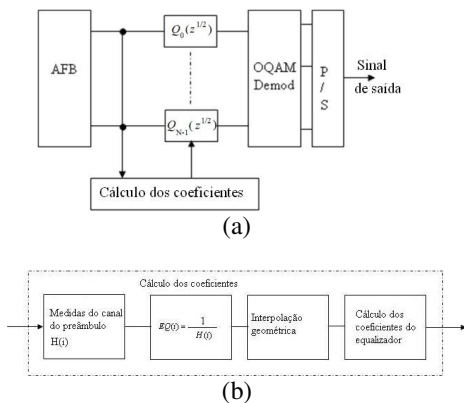 AFB
Q₀(z^{1/2})
Q_{N-1}(z^{1/2})
OQAM
Demod
P
/
S
Sinal
de saída
Cálculo dos coeficientes
(a)
Cálculo dos coeficientes
Medidas do canal
do preâmbulo
H(i)
EQ(i) = 1/H(i)
Interpolação
geométrica
Cálculo dos
coeficientes do
equalizador
(b)